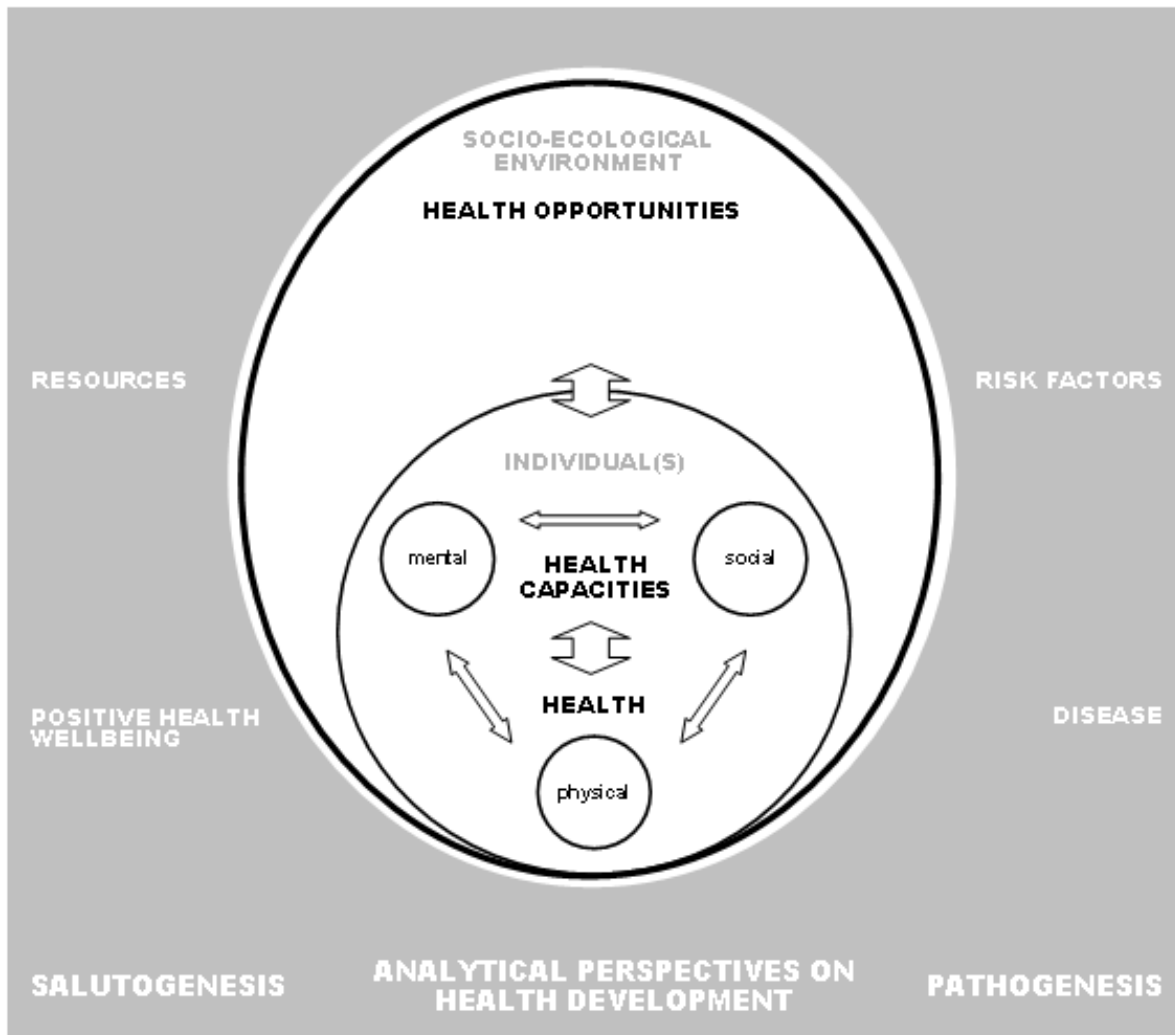 SOCIO-ECOLOGICAL
ENVIRONMENT
HEALTH OPPORTUNITIES
RESOURCES
RISK FACTORS
INDIVIDUAL(S)
mental
social
HEALTH
CAPACITIES
HEALTH
POSITIVE HEALTH
WELLBEING
DISEASE
physical
SALUTOGENESIS
ANALYTICAL PERSPECTIVES ON
HEALTH DEVELOPMENT
PATHOGENESIS